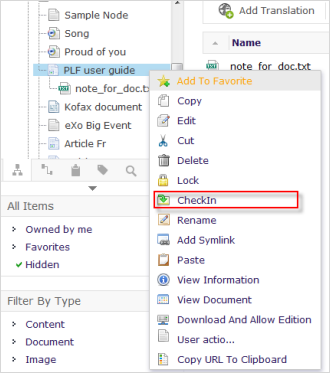 Sample Node
Song
Proud of you
PLF user guide
note_for_doc.tx
Kofax document
eXo Big Event
Article Fr
All Items
Owned by me
Favorites
Hidden
Filter By Type
Content
Document
Image
Add Translation
Name
note_for_doc.txt
Add To Favorite
Copy
Edit
Cut
Delete
Lock
CheckIn
Rename
Add Symlink
Paste
View Information
View Document
Download And Allow Edition
User actio...
Copy URL To Clipboard